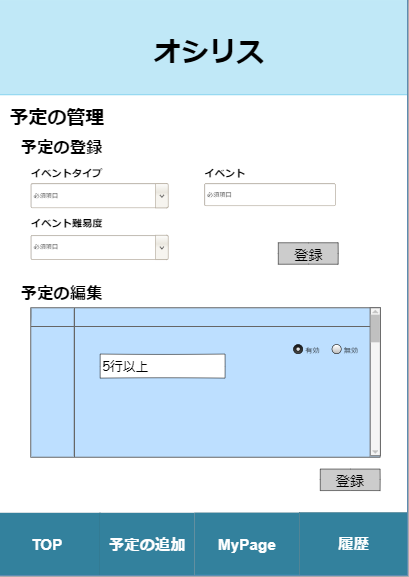 オシリス
予定の管理
予定の登録
イベントタイプ
イベント
必須項目
必須項目
イベント難易度
必須項目
登録
予定の編集
有効
無効
5行以上
登録
TOP
予定の追加
MyPage
履歴